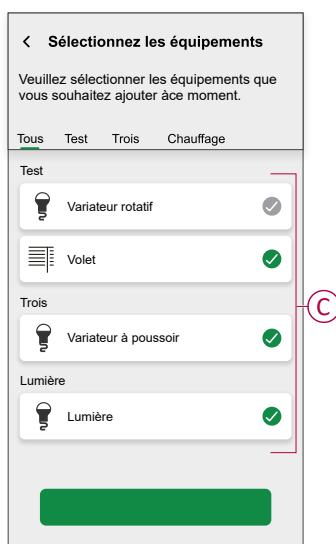 Sélectionnez les équipements
Veuillez sélectionner les équipements que
vous souhaitez ajouter àce moment.
Tous Test Trois Chauffage
Test
Variateur rotatif
Volet
C
Trois
Variateur à poussoir
Lumière
Lumière